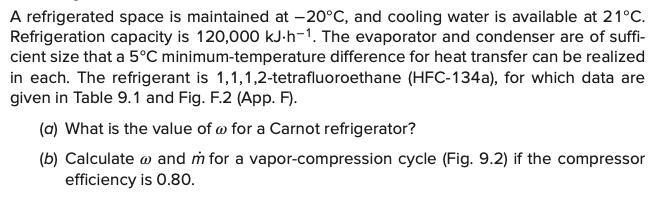 A refrigerated space is maintained at −20°C, and cooling water is available at 21°C.
Refrigeration capacity is 120,000 kJ·h⁻¹. The evaporator and condenser are of suffi-
cient size that a 5°C minimum-temperature difference for heat transfer can be realized
in each. The refrigerant is 1,1,1,2-tetrafluoroethane (HFC-134a), for which data are
given in Table 9.1 and Fig. F.2 (App. F).
(a) What is the value of ω for a Carnot refrigerator?
(b) Calculate ω and ṁ for a vapor-compression cycle (Fig. 9.2) if the compressor
efficiency is 0.80.